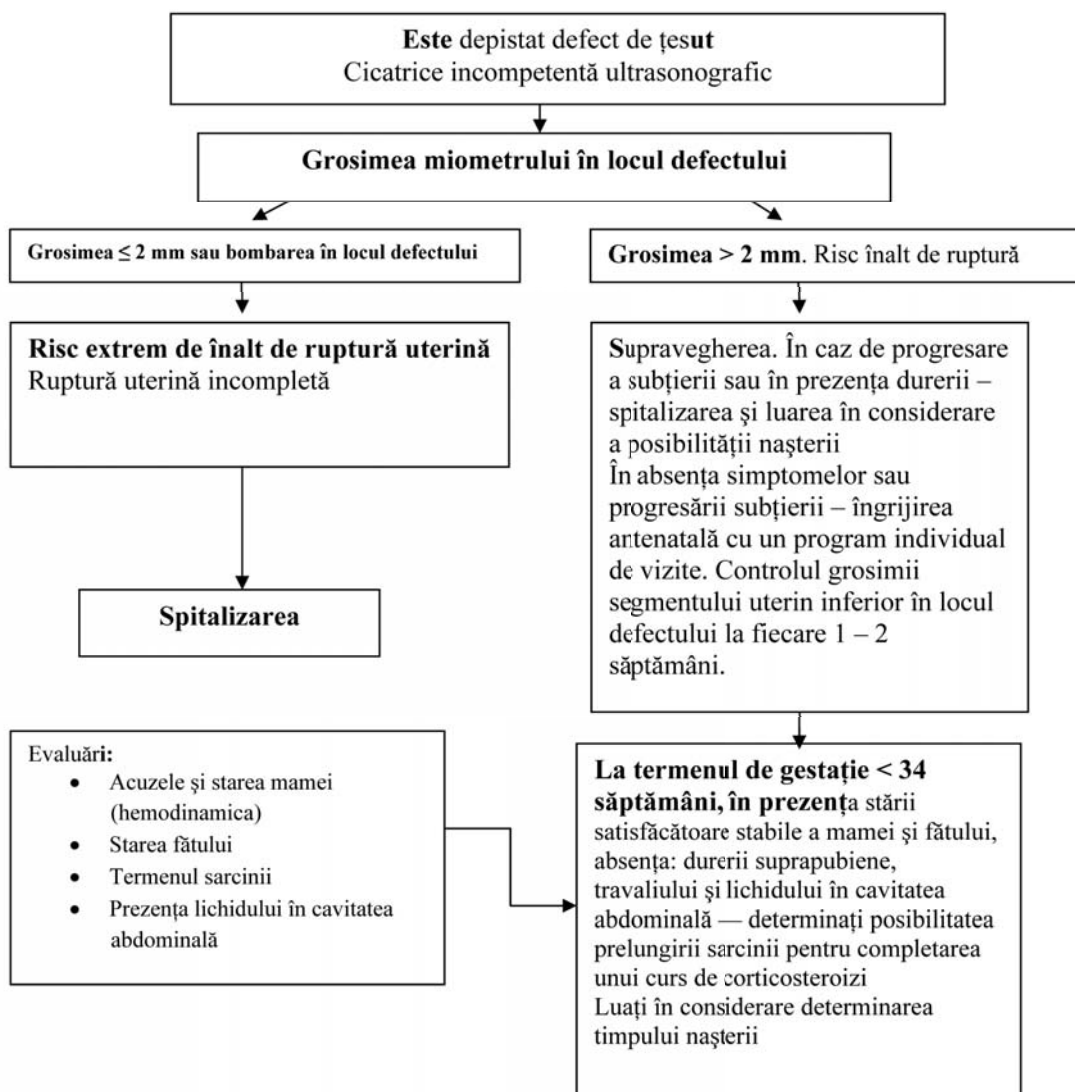 Este depistat defect de țesut
Cicatrice incompetentă ultrasonografic
Grosimea miometrului în locul defectului
Grosimea ≤ 2 mm sau bombarea în locul defectului
Grosimea > 2 mm. Risc înalt de ruptură
Risc extrem de înalt de ruptură uterină
Ruptură uterină incompletă
Supravegherea. În caz de progresare
a subțierii sau în prezența durerii –
spitalizarea şi luarea în considerare
a posibilității naşterii
În absența simptomelor sau
progresării subțierii – îngrijirea
antenatală cu un program individual
de vizite. Controlul grosimii
segmentului uterin inferior în locul
defectului la fiecare 1 – 2
săptămâni.
Spitalizarea
Evaluări:
• Acuzele și starea mamei
(hemodinamica)
• Starea fătului
• Termenul sarcinii
• Prezența lichidului în cavitatea
abdominală
La termenul de gestație < 34
săptămâni, în prezența stării
satisfăcătoare stabile a mamei şi fătului,
absența: durerii suprapubiene,
travaliului şi lichidului în cavitatea
abdominală — determinați posibilitatea
prelungirii sarcinii pentru completarea
unui curs de corticosteroizi
Luați în considerare determinarea
timpului naşterii